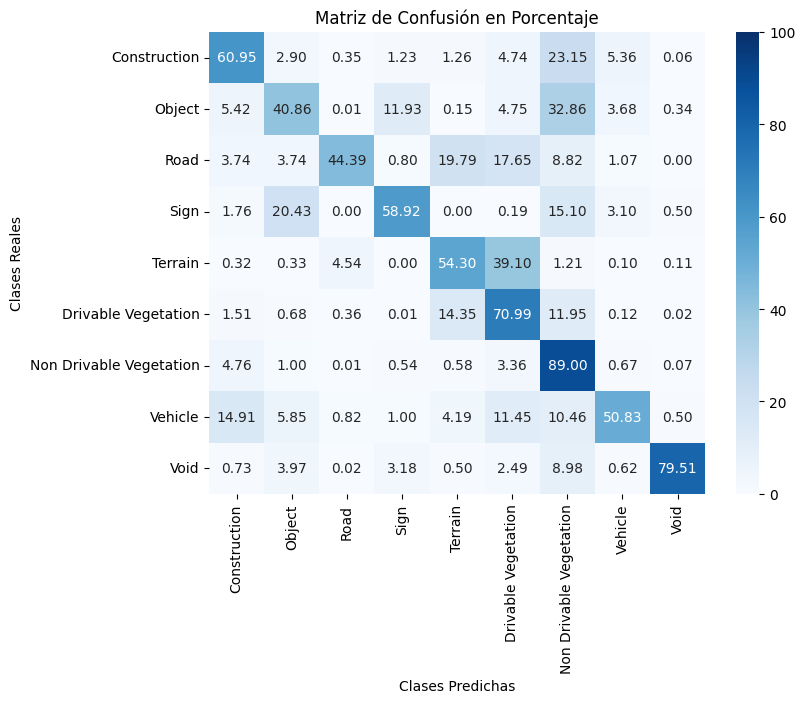 Matriz de Confusión en Porcentaje
Clases Reales
Construction 60.95 2.90 0.35 1.23 1.26 4.74 23.15 5.36 0.06
Object 5.42 40.86 0.01 11.93 0.15 4.75 32.86 3.68 0.34
Road 3.74 3.74 44.39 0.80 19.79 17.65 8.82 1.07 0.00
Sign 1.76 20.43 0.00 58.92 0.00 0.19 15.10 3.10 0.50
Terrain 0.32 0.33 4.54 0.00 54.30 39.10 1.21 0.10 0.11
Drivable Vegetation 1.51 0.68 0.36 0.01 14.35 70.99 11.95 0.12 0.02
Non Drivable Vegetation 4.76 1.00 0.01 0.54 0.58 3.36 89.00 0.67 0.07
Vehicle 14.91 5.85 0.82 1.00 4.19 11.45 10.46 50.83 0.50
Void 0.73 3.97 0.02 3.18 0.50 2.49 8.98 0.62 79.51
Construction
Object
Road
Sign
Terrain
Drivable Vegetation
Non Drivable Vegetation
Vehicle
Void
Clases Predichas
100
80
60
40
20
0